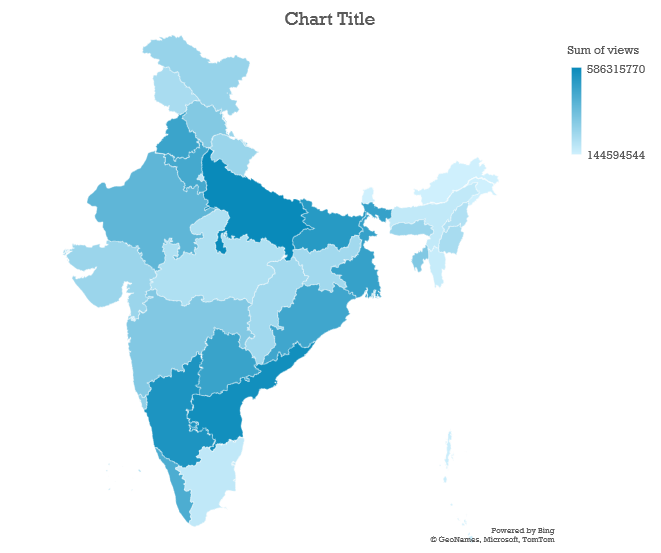 Chart Title
Sum of views
586315770
144594544
Powered by Bing
© GeoNames, Microsoft, TomTom